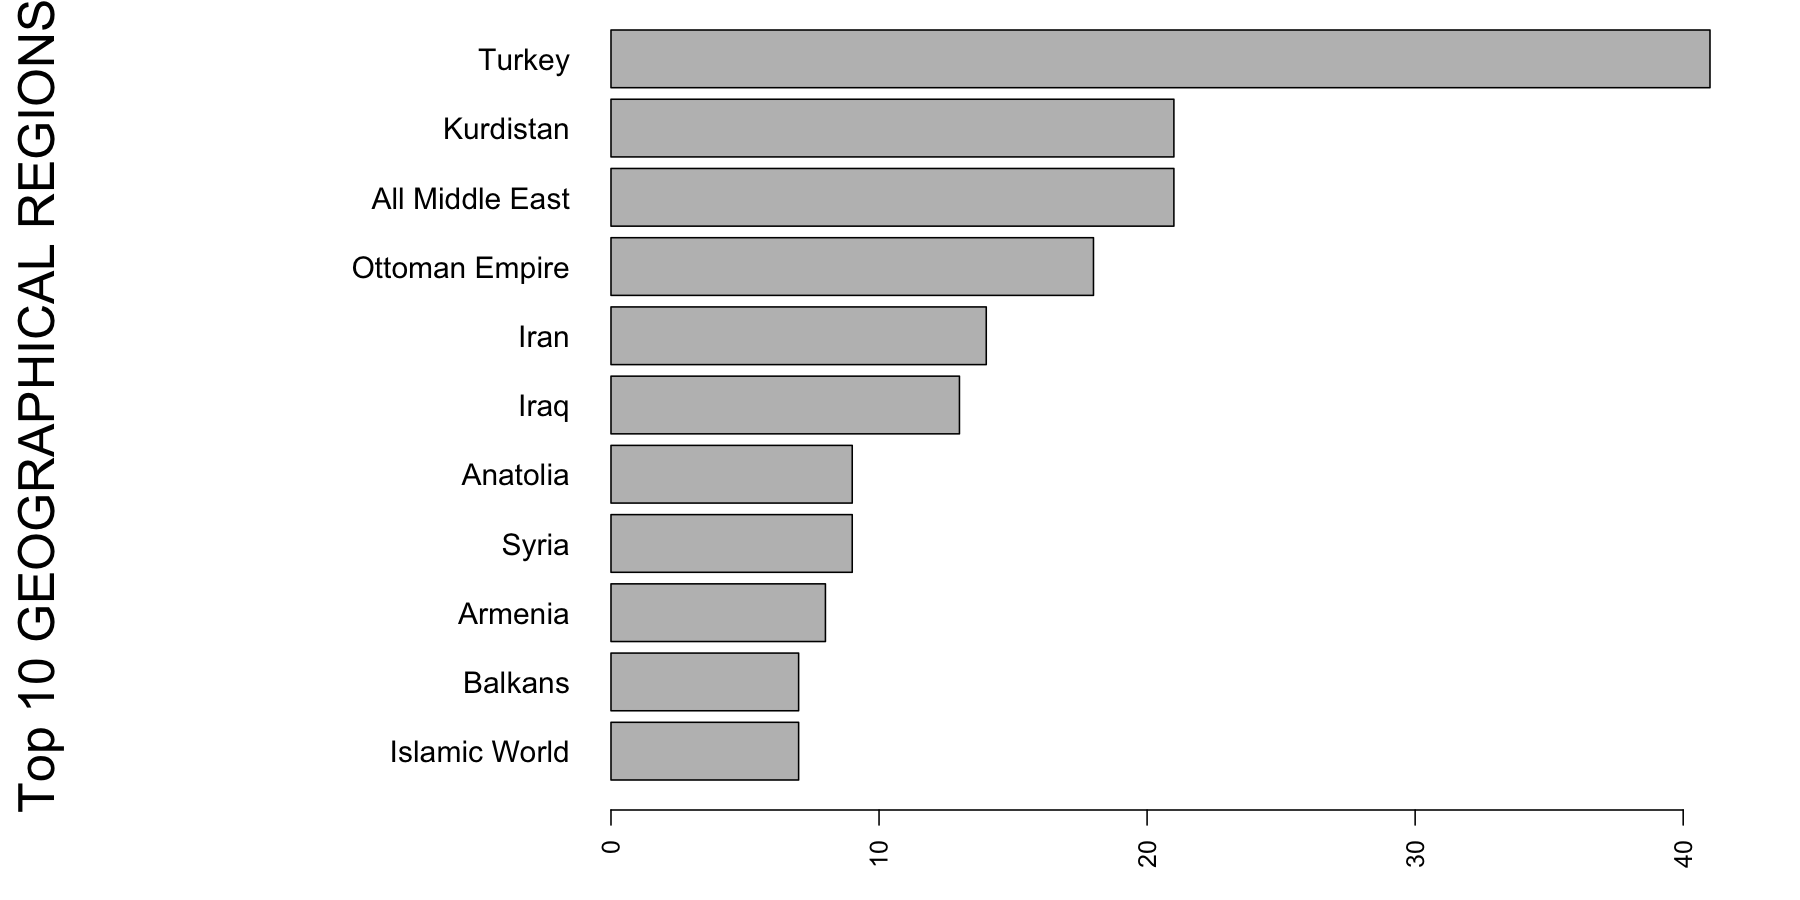 Top 10 GEOGRAPHICAL REGIONS
Turkey
Kurdistan
All Middle East
Ottoman Empire
Iran
Iraq
Anatolia
Syria
Armenia
Balkans
Islamic World
0
10
20
30
40